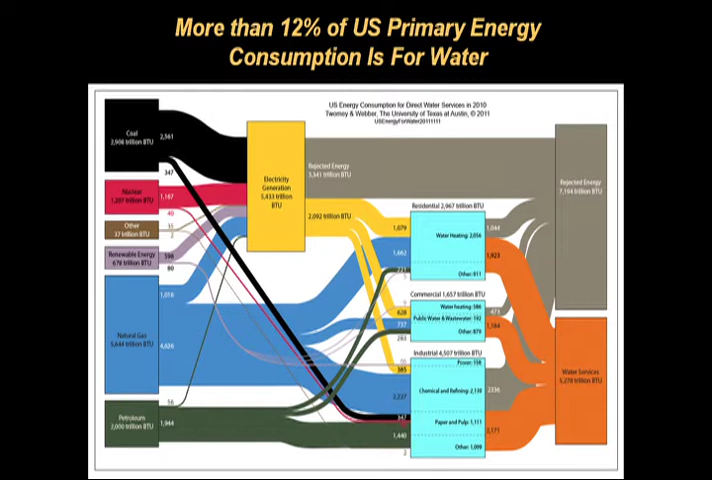 More than 12% of US Primary Energy
Consumption Is For Water
US Energy Consumption for Direct Water Services in 2010
Twomey & Webber, The University of Texas at Austin, © 2011
USEnergyForWater20111111
Coal
2,908 trillion BTU
2,561
347
Nuclear
1,207 trillion BTU
1,167
40
Other
37 trillion BTU
35
2
Renewable Energy
678 trillion BTU
598
80
Natural Gas
5,644 trillion BTU
1,018
4,626
Petroleum
2,000 trillion BTU
56
1,944
Electricity
Generation
5,433 trillion
BTU
Rejected Energy
3,341 trillion BTU
2,092 trillion BTU
Residential 2,967 trillion BTU
1,079
1,662
Water Heating: 2,056
Other: 911
1,044
1,923
Commercial 1,657 trillion BTU
628
737
283
Water heating: 586
Public Water & Wastewater: 192
Other: 879
473
1,184
Industrial 4,507 trillion BTU
385
2,227
347
1,440
Power: 158
Chemical and Refining: 2,130
Paper and Pulp: 1,111
Other: 1,009
2336
2,171
Rejected Energy
7,194 trillion BTU
Water Services
5,278 trillion BTU